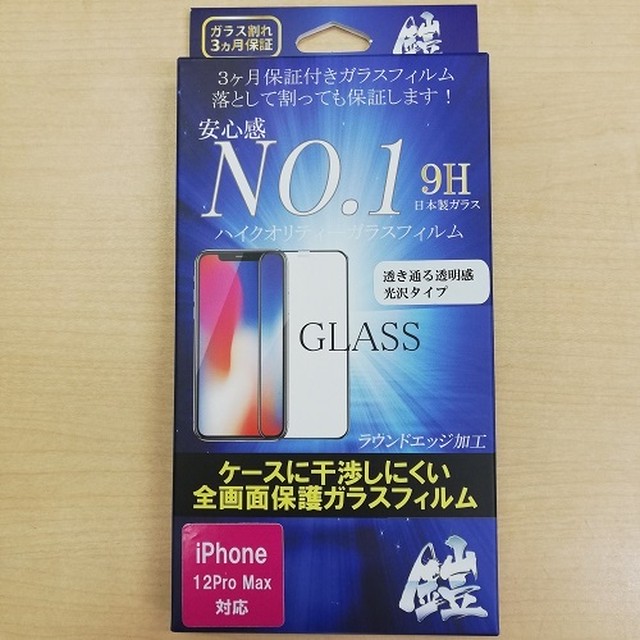 ガラス割れ
3ヵ月保証
鎧
3ヶ月保証付きガラスフィルム
落として割っても保証します!
安心感
NO.1
9H
日本製ガラス
ハイクオリティーガラスフィルム
透き通る透明感
光沢タイプ
GLASS
ラウンドエッジ加工
ケースに干渉しにくい
全画面保護ガラスフィルム
iPhone
12Pro Max
対応
鎧